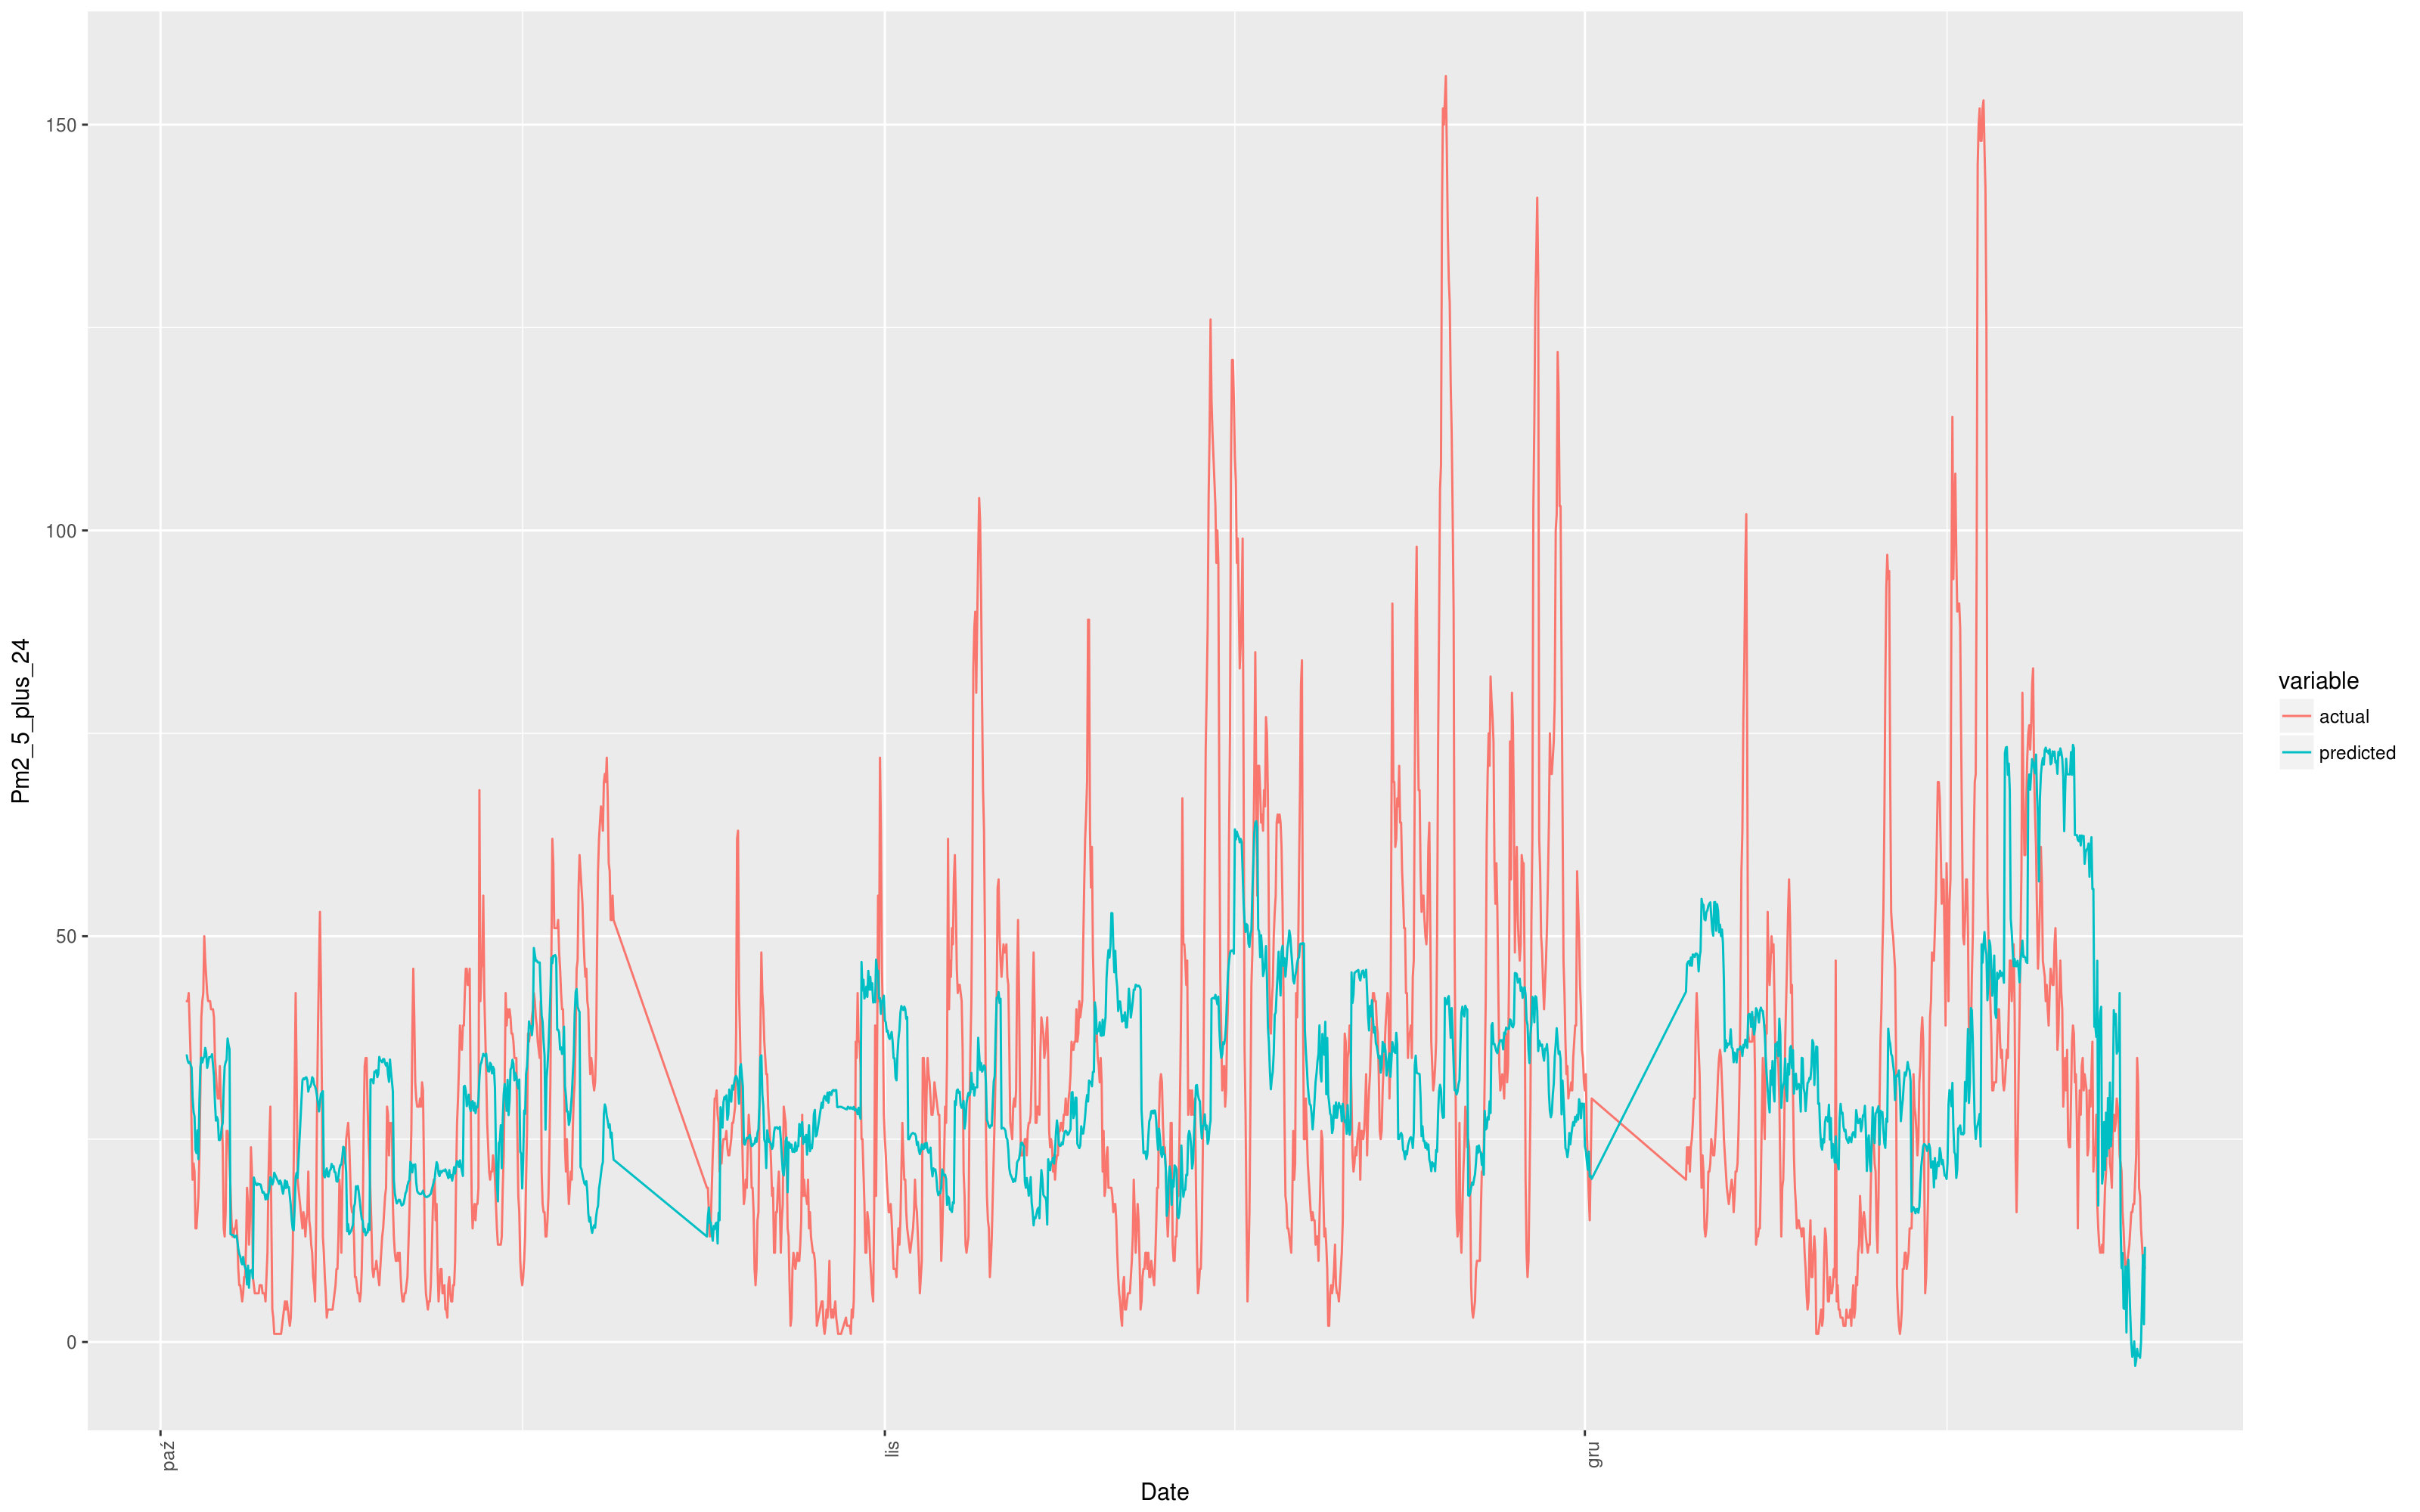 150
100
50
0
Pm2_5_plus_24
paź
lis
gru
Date
variable
actual
predicted